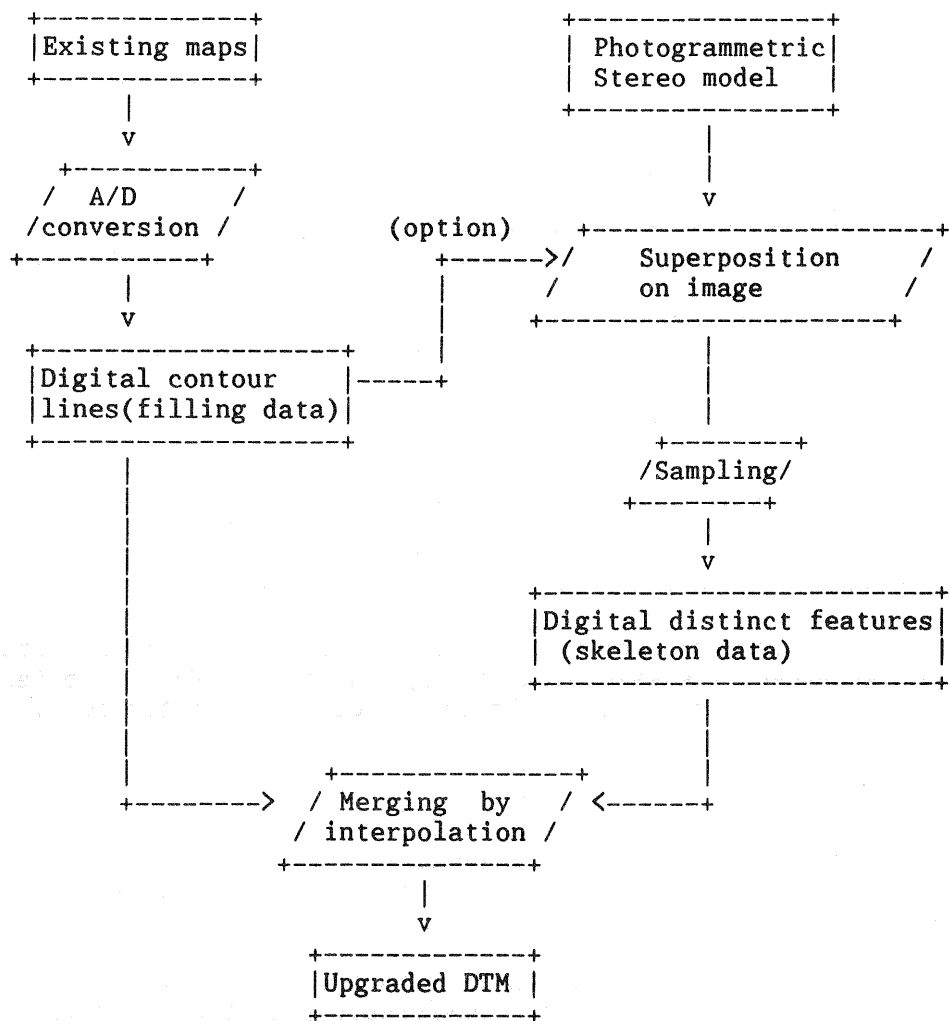 Existing maps
Photogrammetric
Stereo model
A/D
conversion
(option)
Superposition
on image
Digital contour
lines(filling data)
Sampling
Digital distinct features
(skeleton data)
Merging by
interpolation
Upgraded DTM